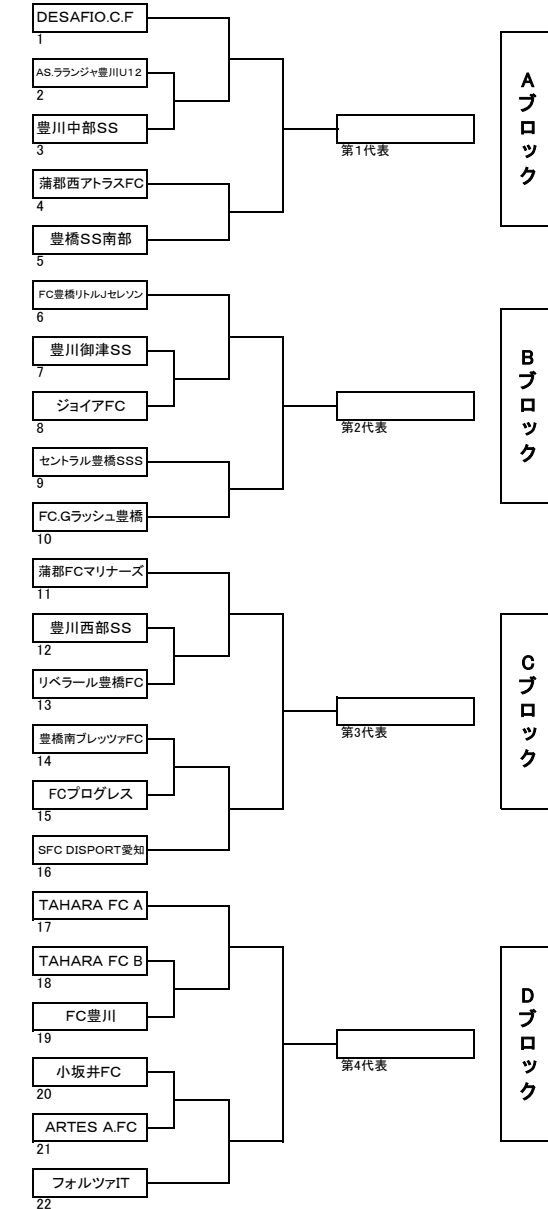 DESAFIO.C.F
1
AS.ラランジャ豊川U12
2
豊川中部SS
3
第1代表
蒲郡西アトラスFC
4
豊橋SS南部
5
Aブロック
FC豊橋リトルJセレソン
6
豊川御津SS
7
ジョイアFC
8
第2代表
セントラル豊橋SSS
9
FC.Gラッシュ豊橋
10
Bブロック
蒲郡FCマリナーズ
11
豊川西部SS
12
リベラール豊橋FC
13
第3代表
豊橋南ブレッツァFC
14
FCプログレス
15
SFC DISPORT愛知
16
Cブロック
TAHARA FC A
17
TAHARA FC B
18
FC豊川
19
第4代表
小坂井FC
20
ARTES A.FC
21
フォルツァIT
22
Dブロック